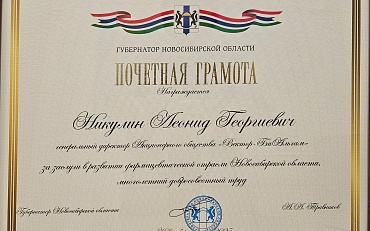 ГУБЕРНАТОР НОВОСИБИРСКОЙ ОБЛАСТИ
ПОЧЕТНАЯ ГРАМОТА
Награждается
Никулин Леонид Георгиевич
генеральный директор Акционерного общества «Вектор-БиАльгам»
за заслуги в развитии фармацевтической отрасли Новосибирской области,
многолетний добросовестный труд
Губернатор Новосибирской области
А.А. Травников